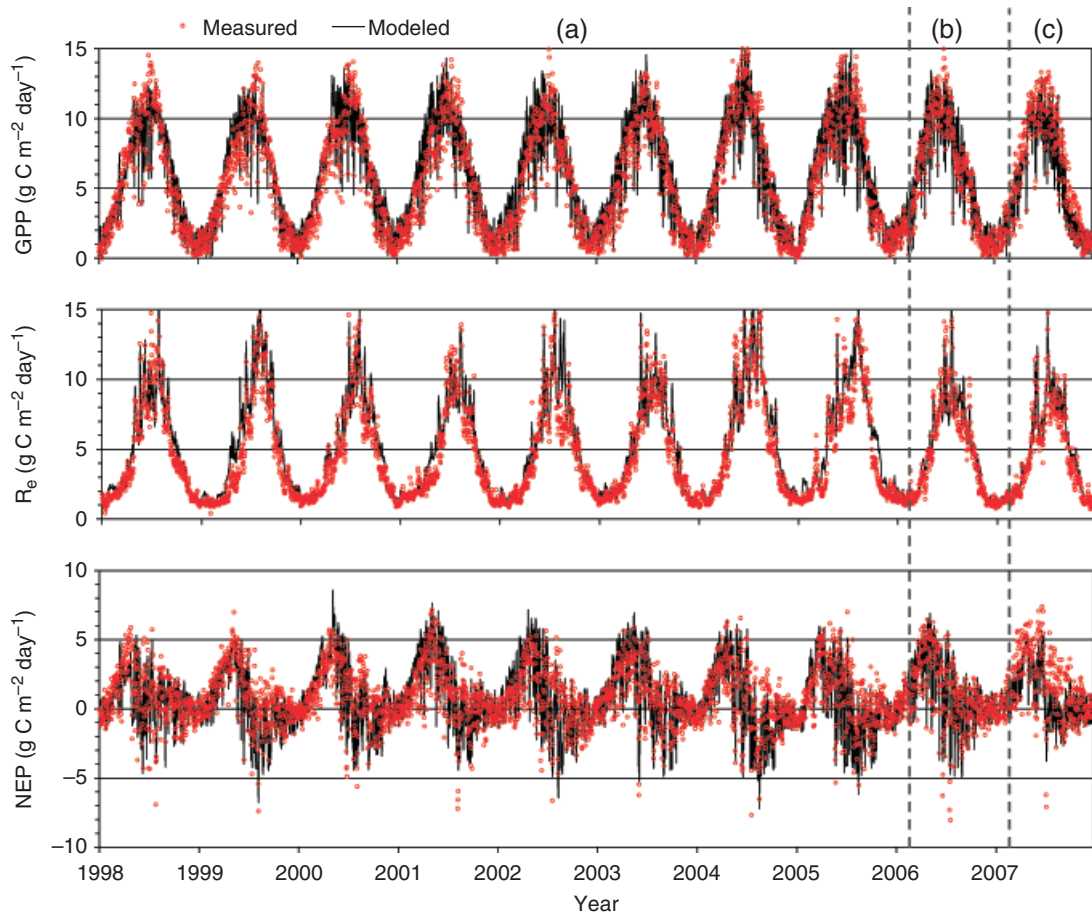 Measured Modeled (a) (b) (c)
GPP (g C m−2 day−1)
15
10
5
0
Re (g C m−2 day−1)
15
10
5
0
NEP (g C m−2 day−1)
10
5
0
−5
−10
1998 1999 2000 2001 2002 2003 2004 2005 2006 2007
Year